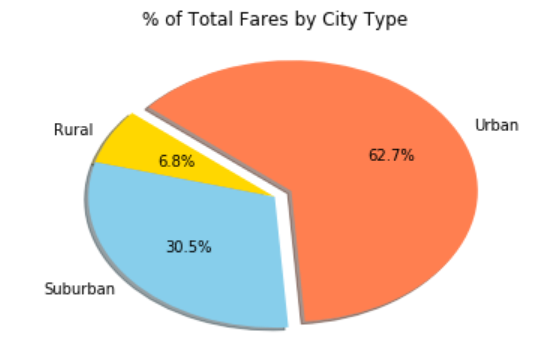 % of Total Fares by City Type
Urban
Rural
62.7%
6.8%
30.5%
Suburban